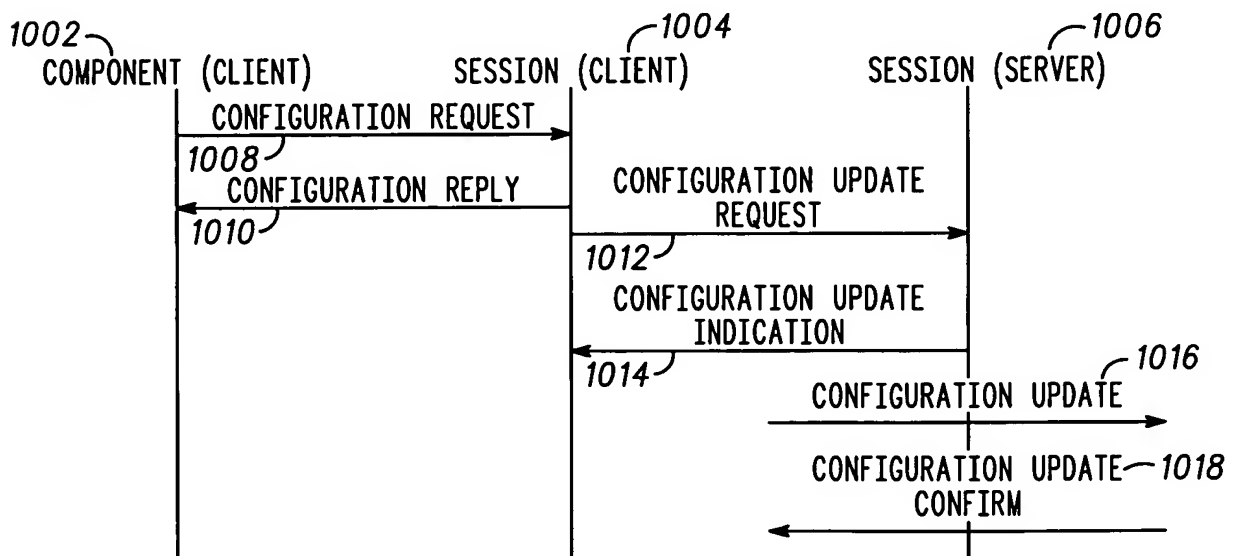 1002
1004
1006
COMPONENT (CLIENT)
SESSION (CLIENT)
SESSION (SERVER)
CONFIGURATION REQUEST
1008
CONFIGURATION REPLY
1010
CONFIGURATION UPDATE
REQUEST
1012
CONFIGURATION UPDATE
INDICATION
1014
1016
CONFIGURATION UPDATE
CONFIGURATION UPDATE
1018
CONFIRM